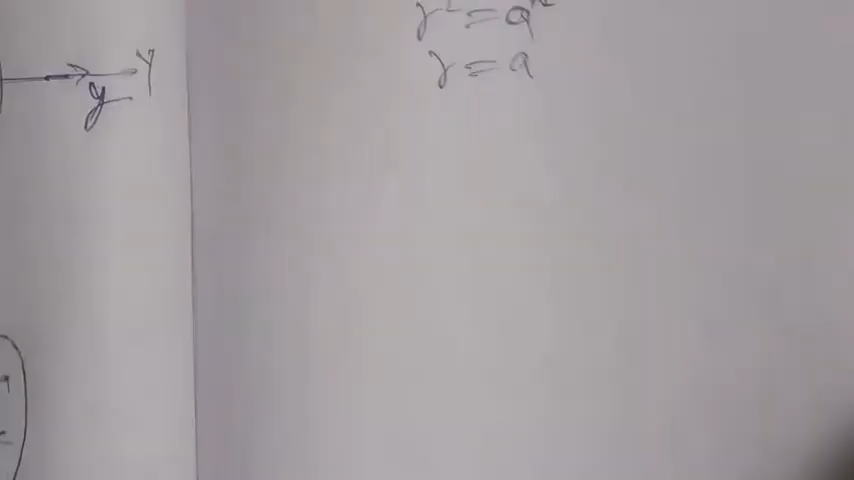 Y
y
r² = a²
r = a